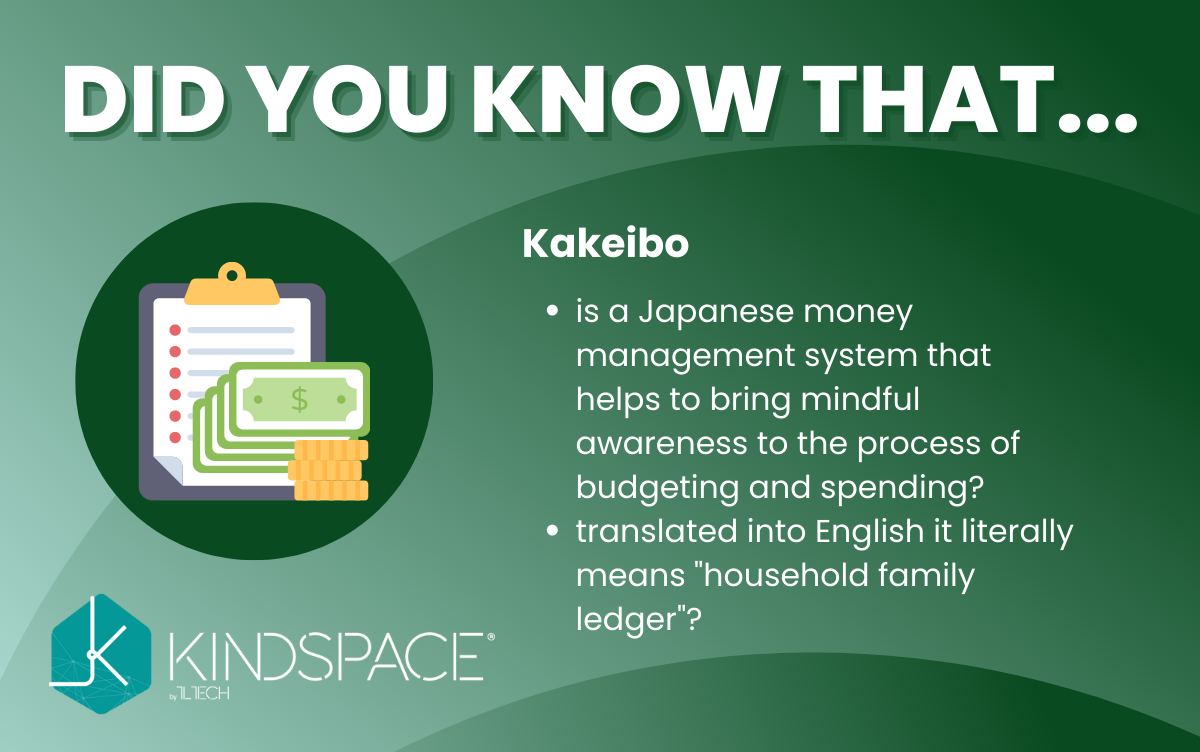 DID YOU KNOW THAT...
Kakeibo
• is a Japanese money
management system that
helps to bring mindful
awareness to the process of
budgeting and spending?
• translated into English it literally
means "household family
ledger"?
$
KINDSPACE®
by TLTECH